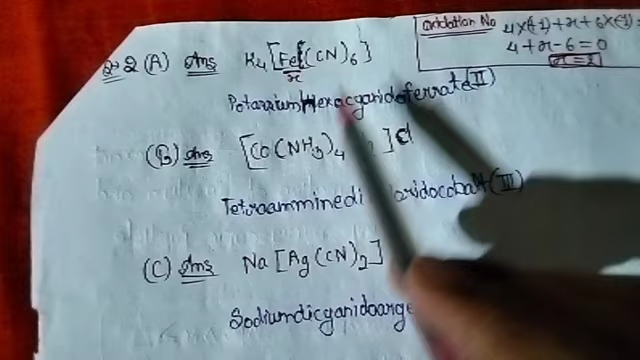 Q-2 (A) Ans K4[Fe(CN)6]
x
Oxidation No
4×(+1)+x+6×(-1)=
4+x-6=0
x=2
Potassium Hexacyanidoferrate(II)
(B) Ans [Co(NH3)4 ]Cl
Tetraamminedi loridocobalt(III)
(C) Ans Na[Ag(CN)2]
Sodiumdicyanidoarge